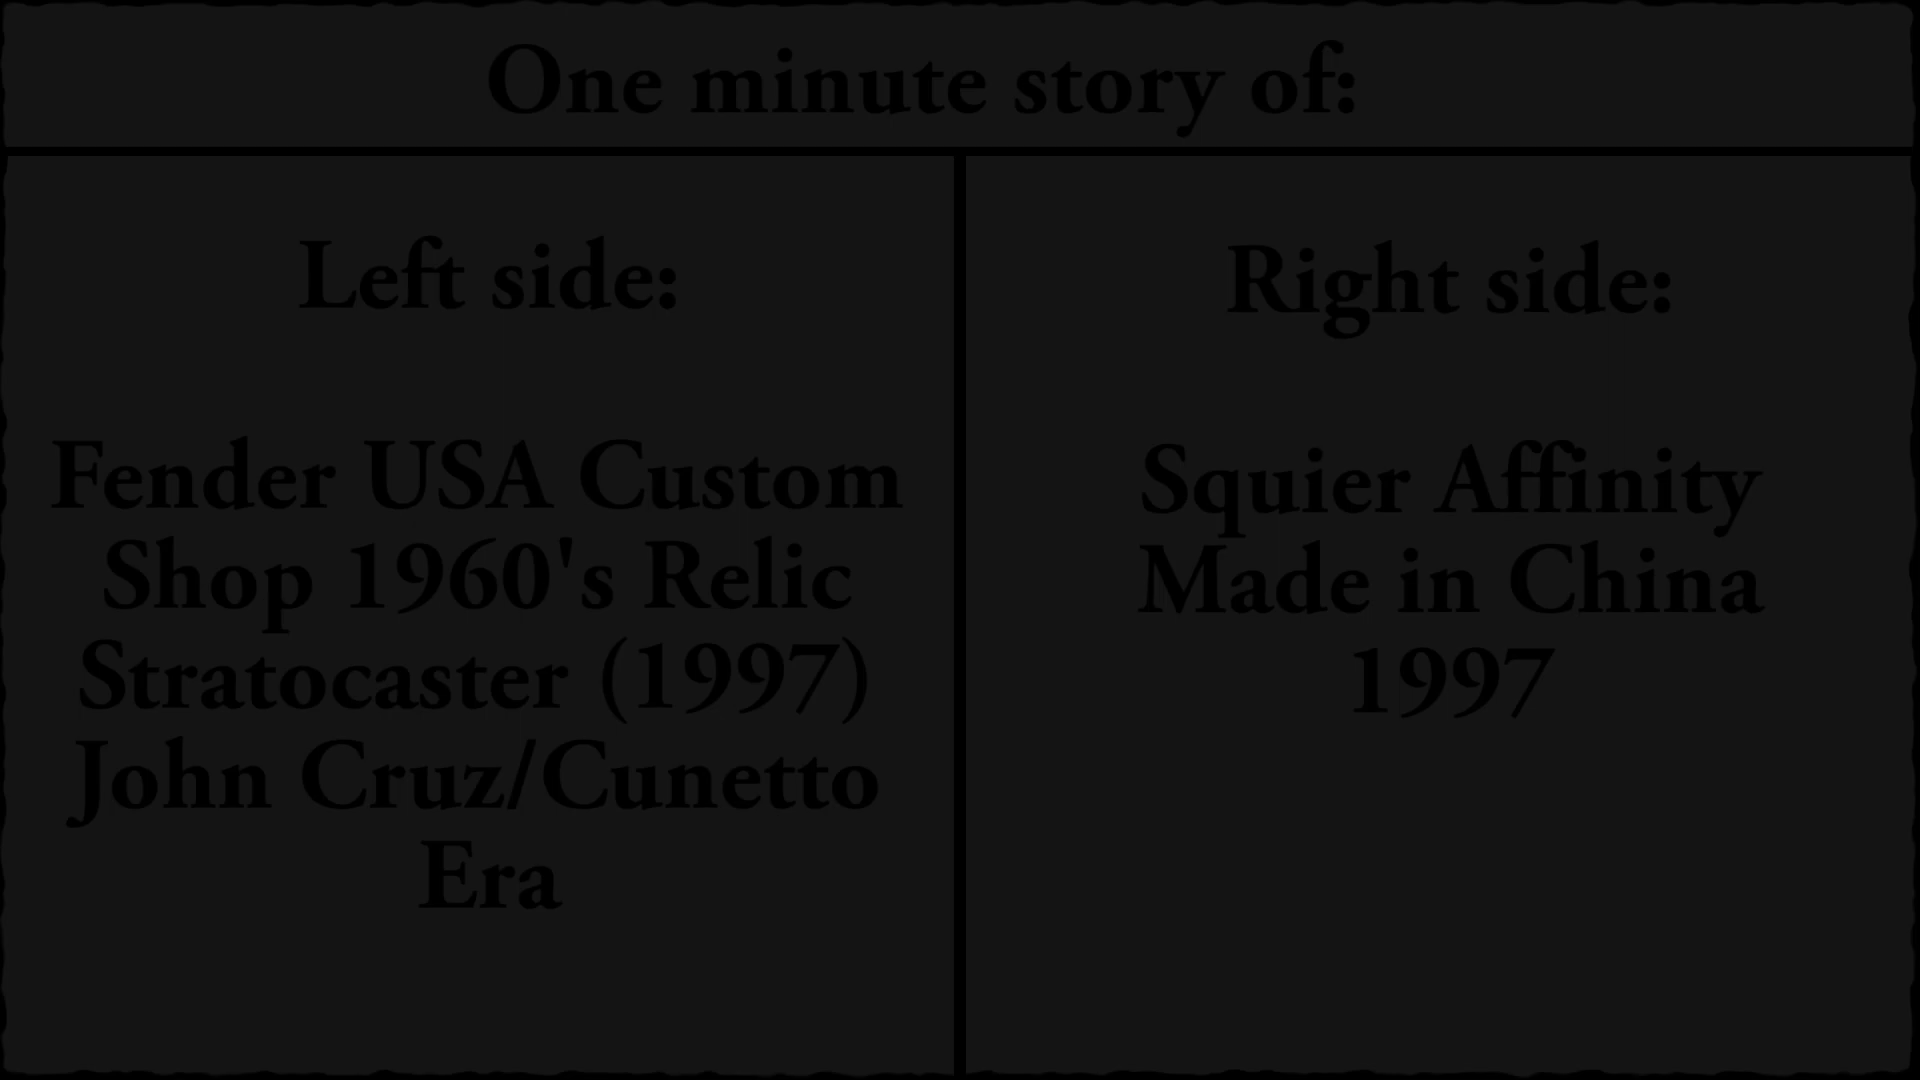 One minute story of:
Left side:
Fender USA Custom
Shop 1960's Relic
Stratocaster (1997)
John Cruz/Cunetto
Era
Right side:
Squier Affinity
Made in China
1997